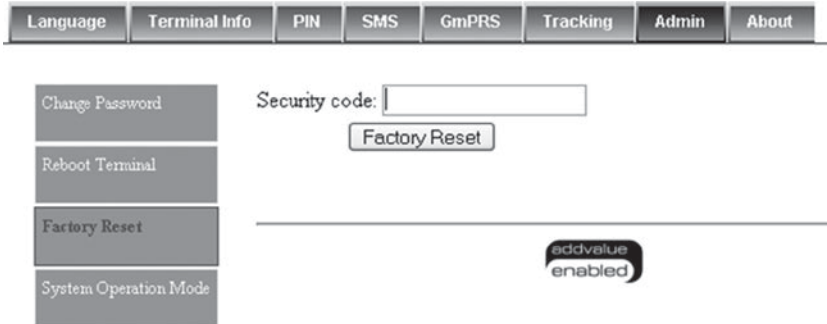 Language Terminal Info PIN SMS GmPRS Tracking Admin About
Change Password
Reboot Terminal
Factory Reset
System Operation Mode
Security code:
Factory Reset
addvalue
enabled